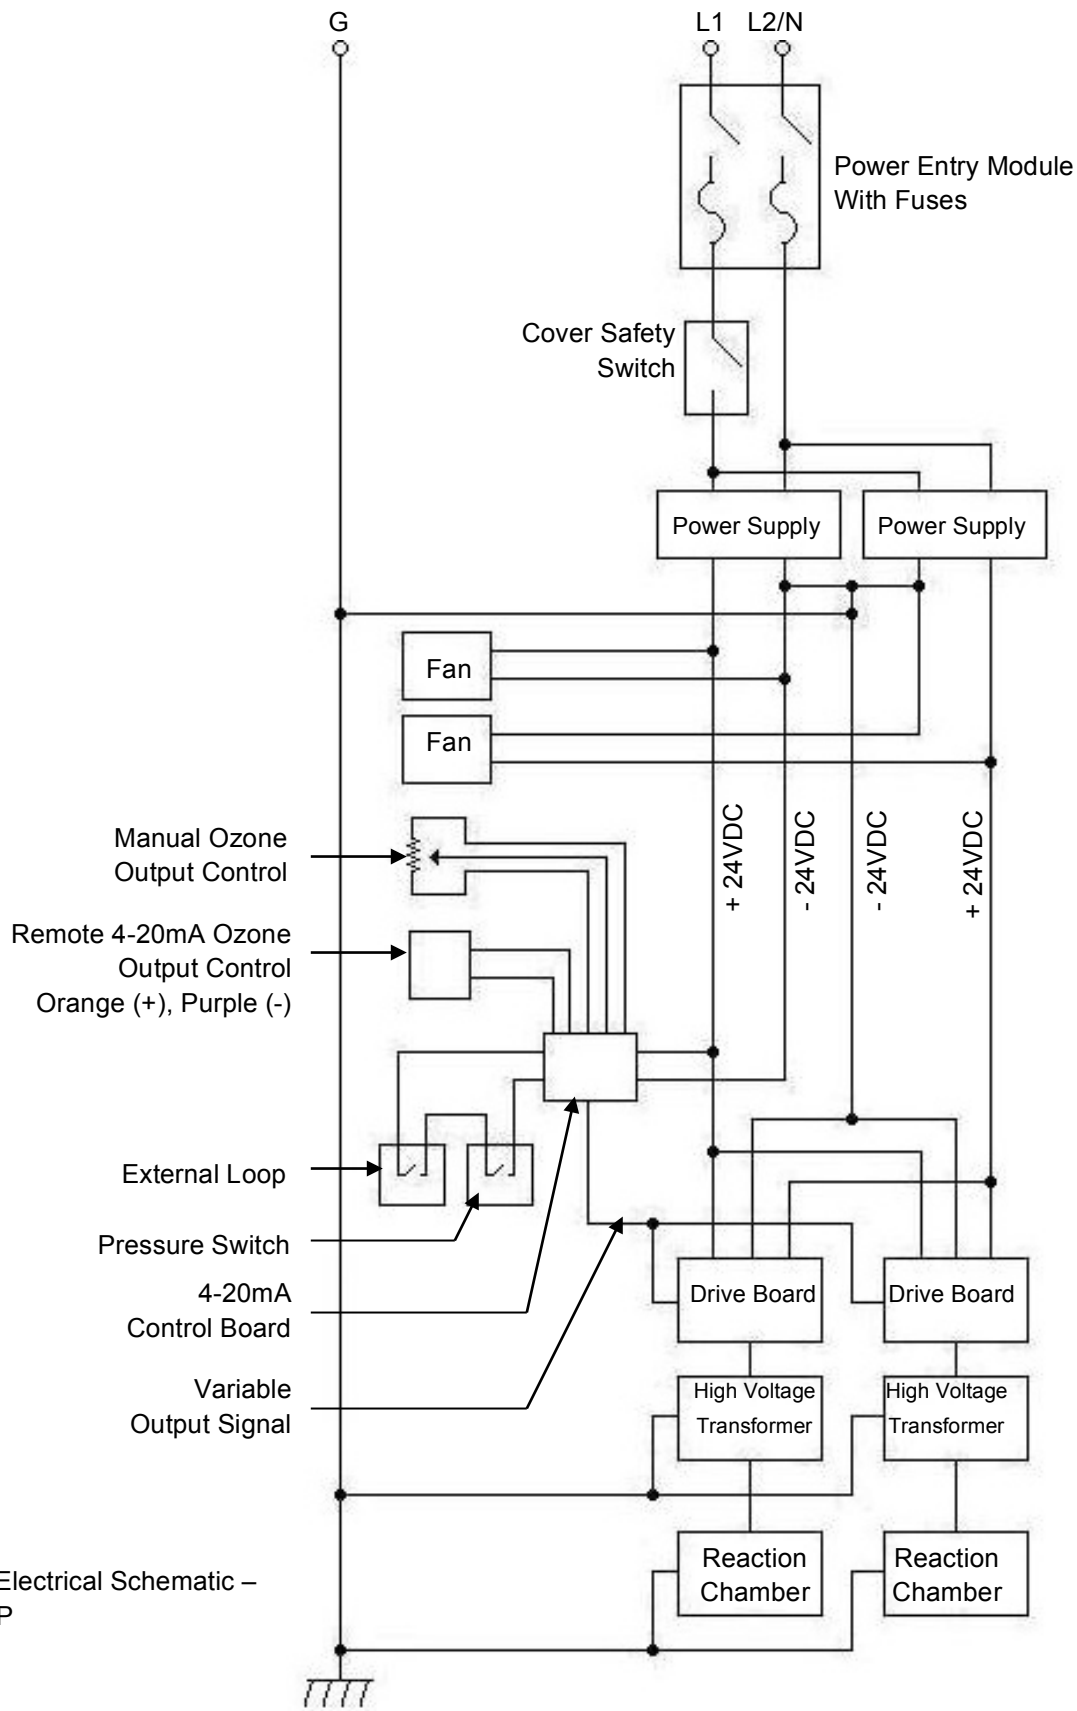 G
L1 L2/N
Power Entry Module
With Fuses
Cover Safety
Switch
Power Supply
Power Supply
Fan
Fan
+ 24VDC
- 24VDC
- 24VDC
+ 24VDC
Manual Ozone
Output Control
Remote 4-20mA Ozone
Output Control
Orange (+), Purple (-)
External Loop
Pressure Switch
4-20mA
Control Board
Variable
Output Signal
Drive Board
Drive Board
High Voltage
Transformer
High Voltage
Transformer
Reaction
Chamber
Reaction
Chamber
Electrical Schematic –
P